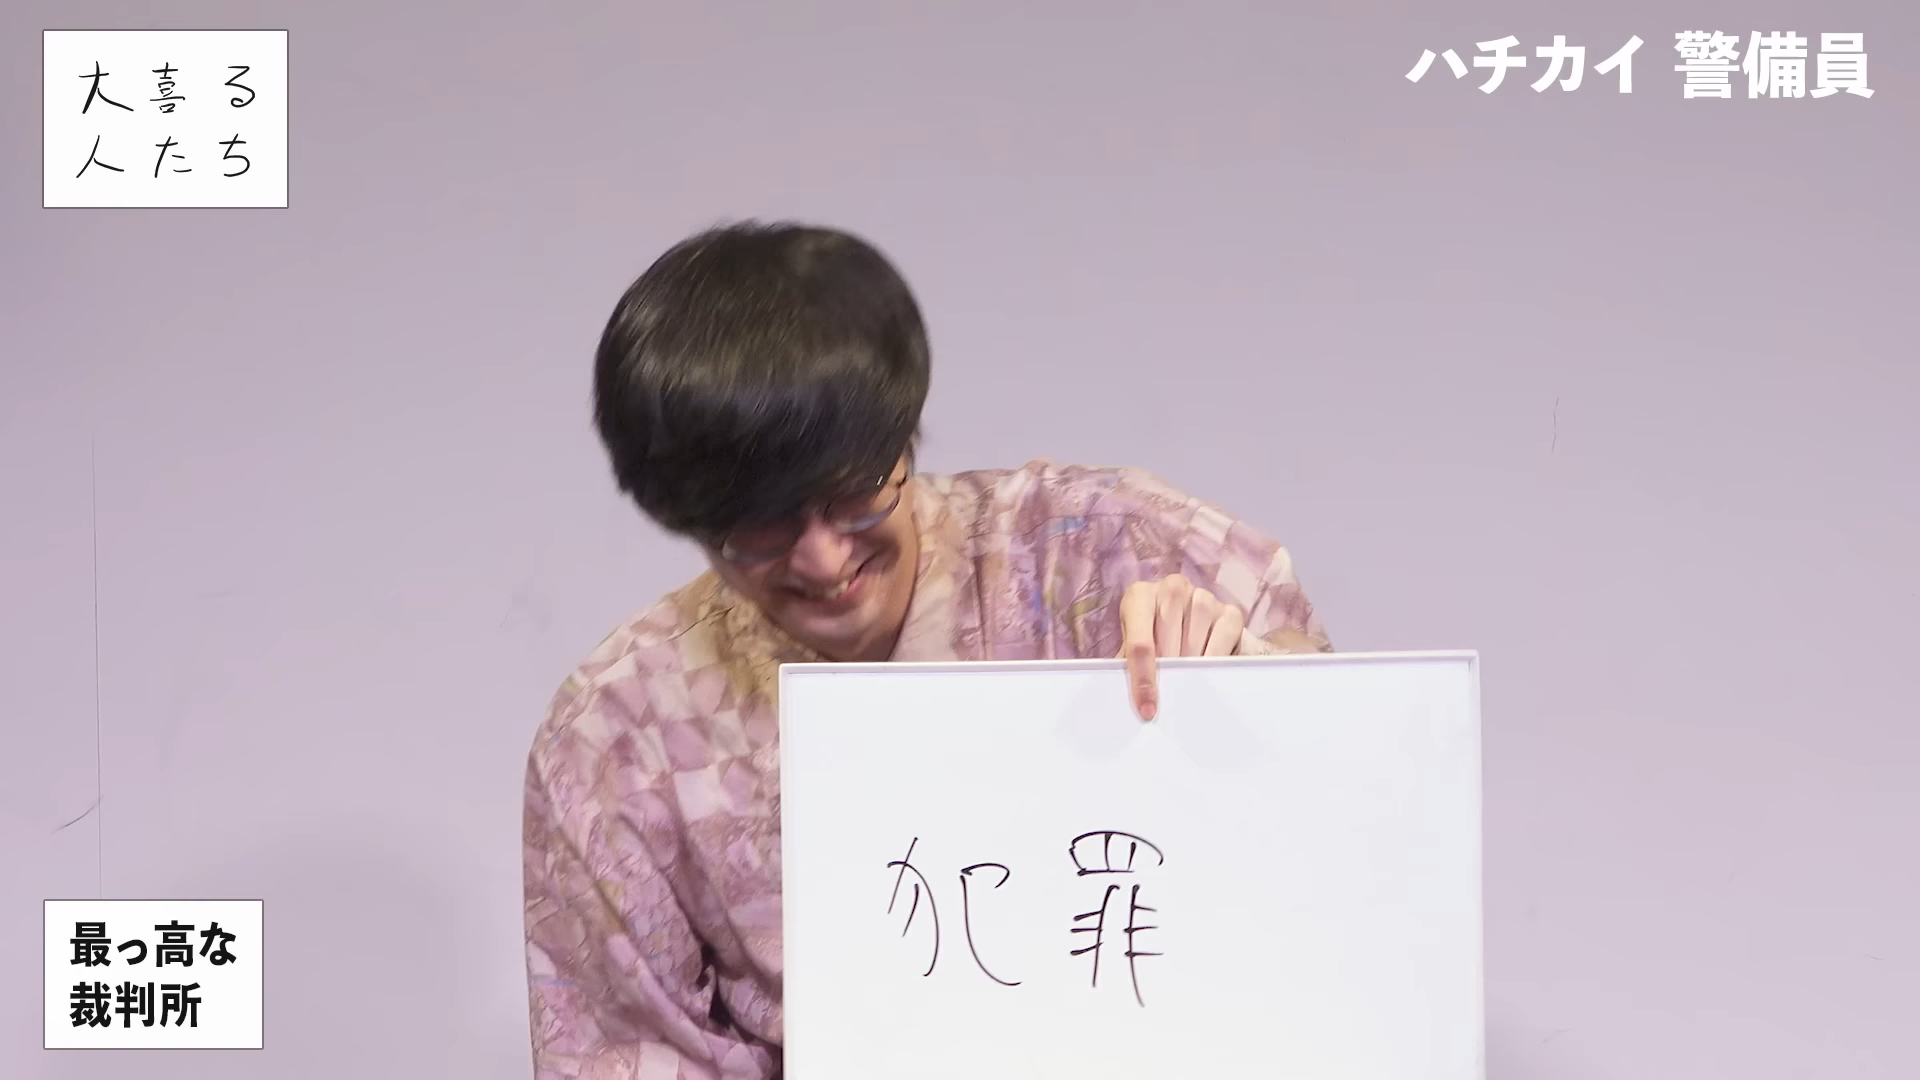 大喜る
人たち
ハチカイ 警備員
犯罪
最っ高な
裁判所